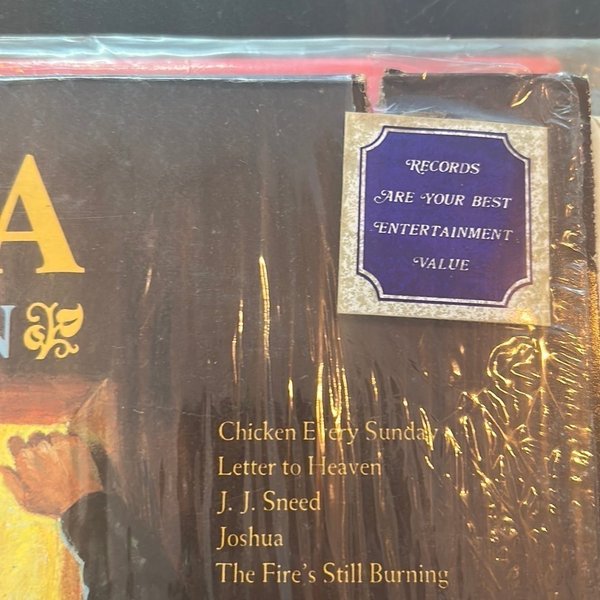 A
N
RECORDS
ARE YOUR BEST
ENTERTAINMENT
VALUE
Chicken Every Sunday
Letter to Heaven
J. J. Sneed
Joshua
The Fire's Still Burning